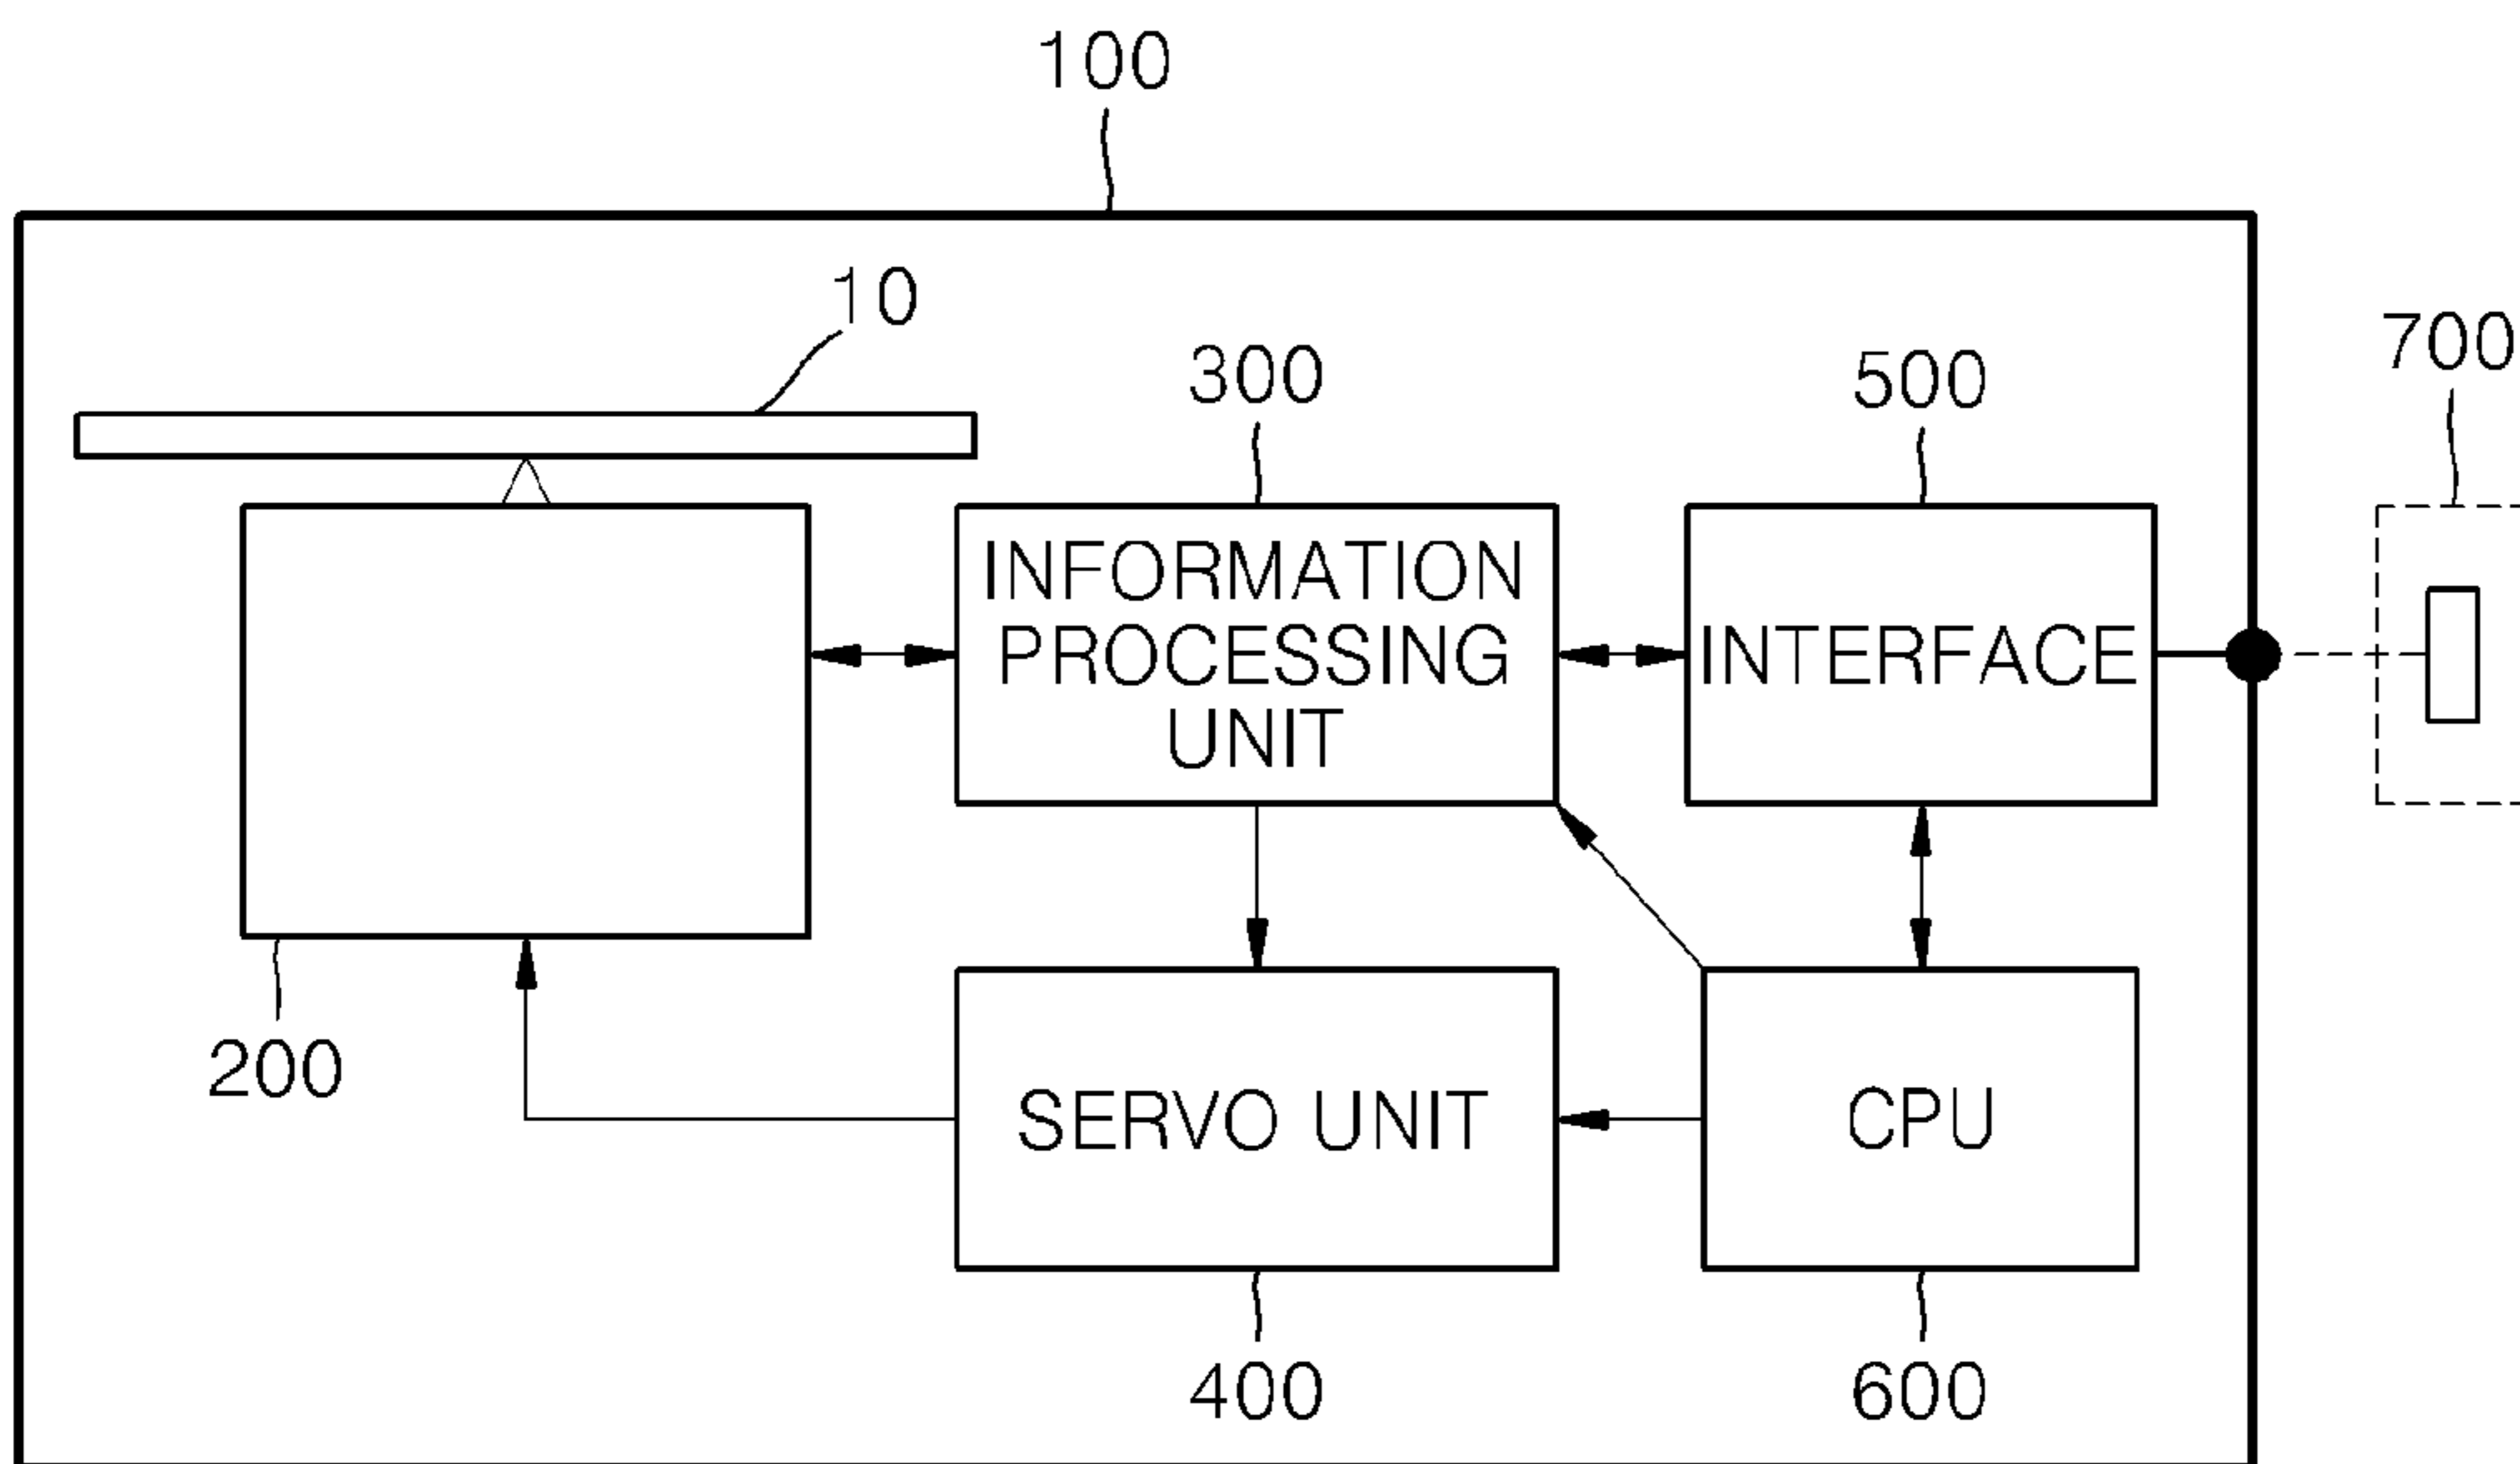 100
10
700
300
500
INFORMATION
PROCESSING
UNIT
INTERFACE
200
SERVO UNIT
CPU
400
600